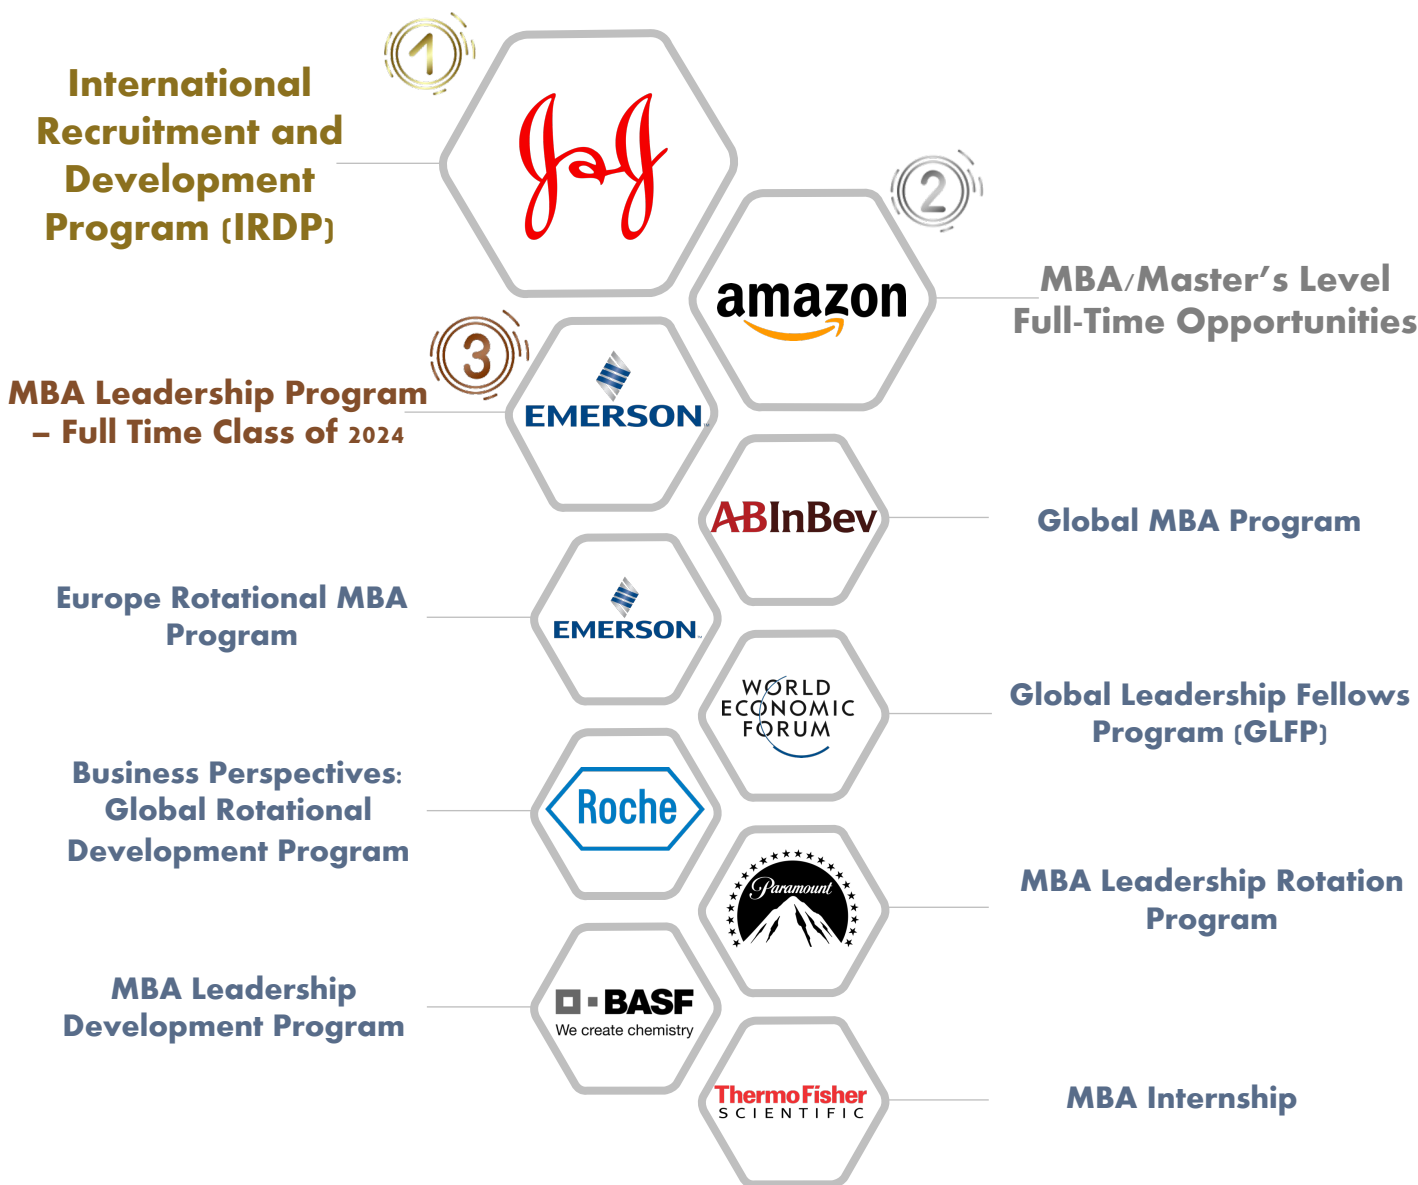 1
International
Recruitment and
Development
Program (IRDP)
J&J
2
amazon
MBA/Master’s Level
Full-Time Opportunities
3
MBA Leadership Program
– Full Time Class of 2024
EMERSON™
ABInBev
Global MBA Program
Europe Rotational MBA
Program
EMERSON™
WORLD
ECONOMIC
FORUM
Global Leadership Fellows
Program (GLFP)
Business Perspectives:
Global Rotational
Development Program
Roche
Paramount
MBA Leadership Rotation
Program
MBA Leadership
Development Program
BASF
We create chemistry
ThermoFisher
SCIENTIFIC
MBA Internship